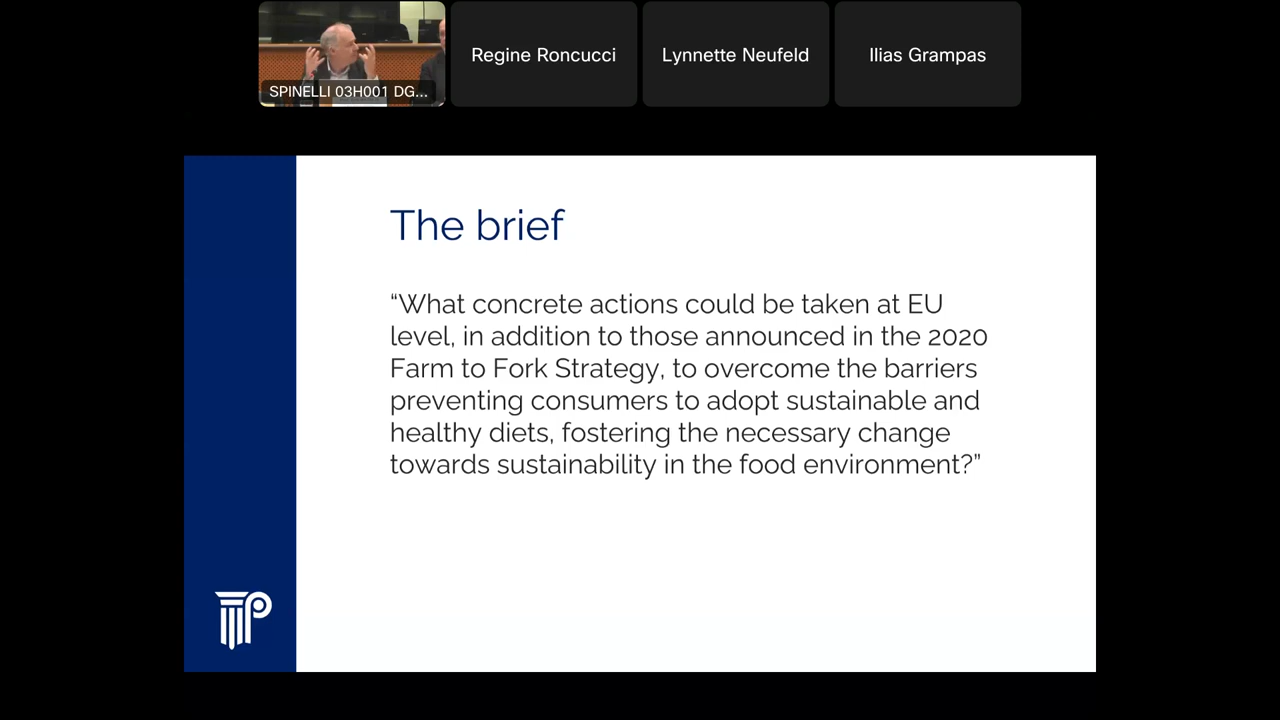 SPINELLI 03H001 DG...
Regine Roncucci
Lynnette Neufeld
Ilias Grampas
The brief
“What concrete actions could be taken at EU
level, in addition to those announced in the 2020
Farm to Fork Strategy, to overcome the barriers
preventing consumers to adopt sustainable and
healthy diets, fostering the necessary change
towards sustainability in the food environment?”